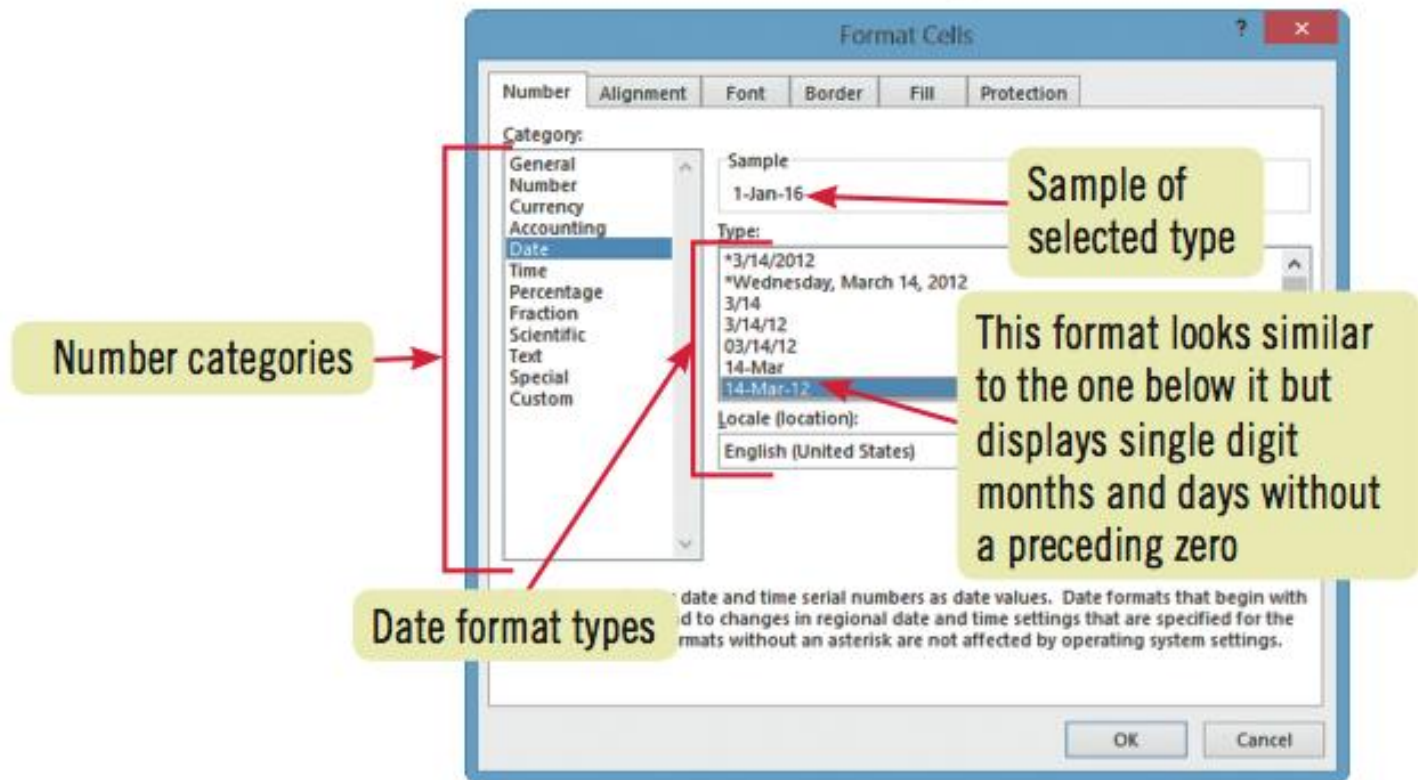 Format Cells
?
×
Number
Alignment
Font
Border
Fill
Protection
Category:
General
Number
Currency
Accounting
Date
Time
Percentage
Fraction
Scientific
Text
Special
Custom
Sample
1-Jan-16
Type:
*3/14/2012
*Wednesday, March 14, 2012
3/14
3/14/12
03/14/12
14-Mar
14-Mar-12
Locale (location):
English (United States)
date and time serial numbers as date values. Date formats that begin with
to changes in regional date and time settings that are specified for the
without an asterisk are not affected by operating system settings.
OK
Cancel
Number categories
Date format types
Sample of
selected type
This format looks similar
to the one below it but
displays single digit
months and days without
a preceding zero